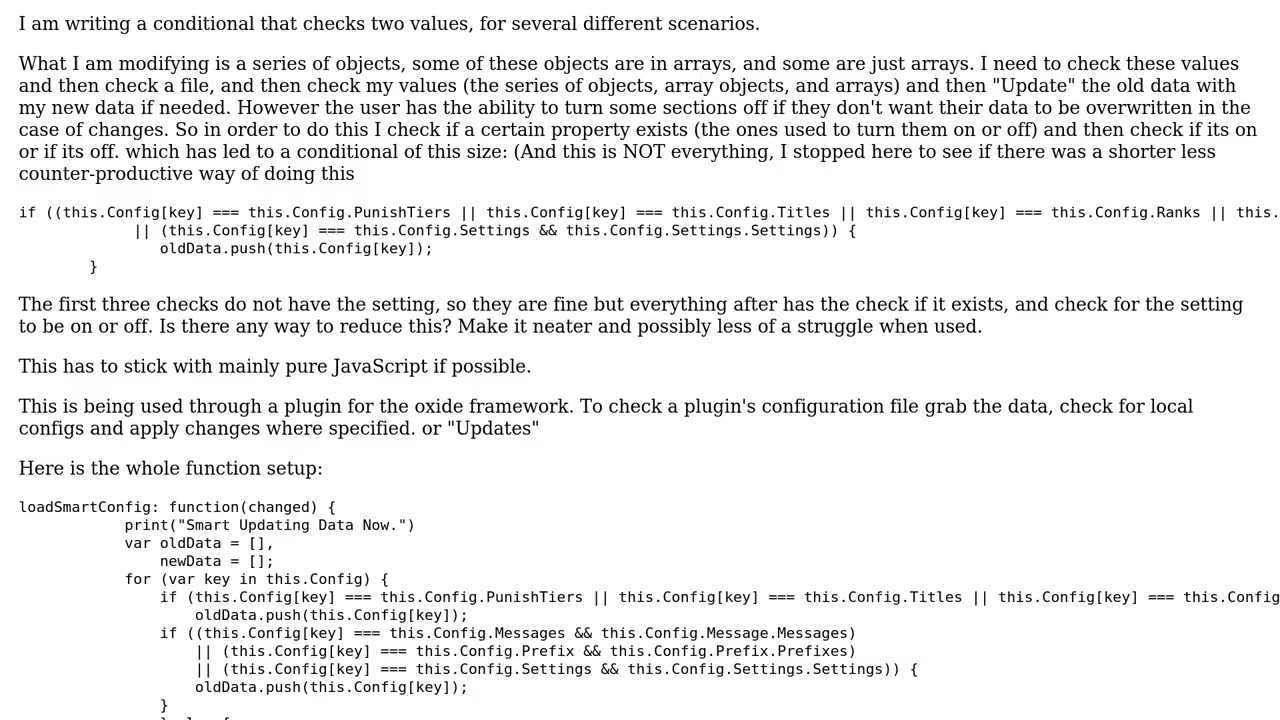 I am writing a conditional that checks two values, for several different scenarios.
What I am modifying is a series of objects, some of these objects are in arrays, and some are just arrays. I need to check these values
and then check a file, and then check my values (the series of objects, array objects, and arrays) and then "Update" the old data with
my new data if needed. However the user has the ability to turn some sections off if they don't want their data to be overwritten in the
case of changes. So in order to do this I check if a certain property exists (the ones used to turn them on or off) and then check if its on
or if its off. which has led to a conditional of this size: (And this is NOT everything, I stopped here to see if there was a shorter less
counter-productive way of doing this
if ((this.Config[key] === this.Config.PunishTiers || this.Config[key] === this.Config.Titles || this.Config[key] === this.Config.Ranks || this.
|| (this.Config[key] === this.Config.Settings && this.Config.Settings.Settings)) {
oldData.push(this.Config[key]);
}
The first three checks do not have the setting, so they are fine but everything after has the check if it exists, and check for the setting
to be on or off. Is there any way to reduce this? Make it neater and possibly less of a struggle when used.
This has to stick with mainly pure JavaScript if possible.
This is being used through a plugin for the oxide framework. To check a plugin's configuration file grab the data, check for local
configs and apply changes where specified. or "Updates"
Here is the whole function setup:
loadSmartConfig: function(changed) {
print("Smart Updating Data Now.")
var oldData = [],
newData = [];
for (var key in this.Config) {
if (this.Config[key] === this.Config.PunishTiers || this.Config[key] === this.Config.Titles || this.Config[key] === this.Config
oldData.push(this.Config[key]);
if ((this.Config[key] === this.Config.Messages && this.Config.Message.Messages)
|| (this.Config[key] === this.Config.Prefix && this.Config.Prefix.Prefixes)
|| (this.Config[key] === this.Config.Settings && this.Config.Settings.Settings)) {
oldData.push(this.Config[key]);
}